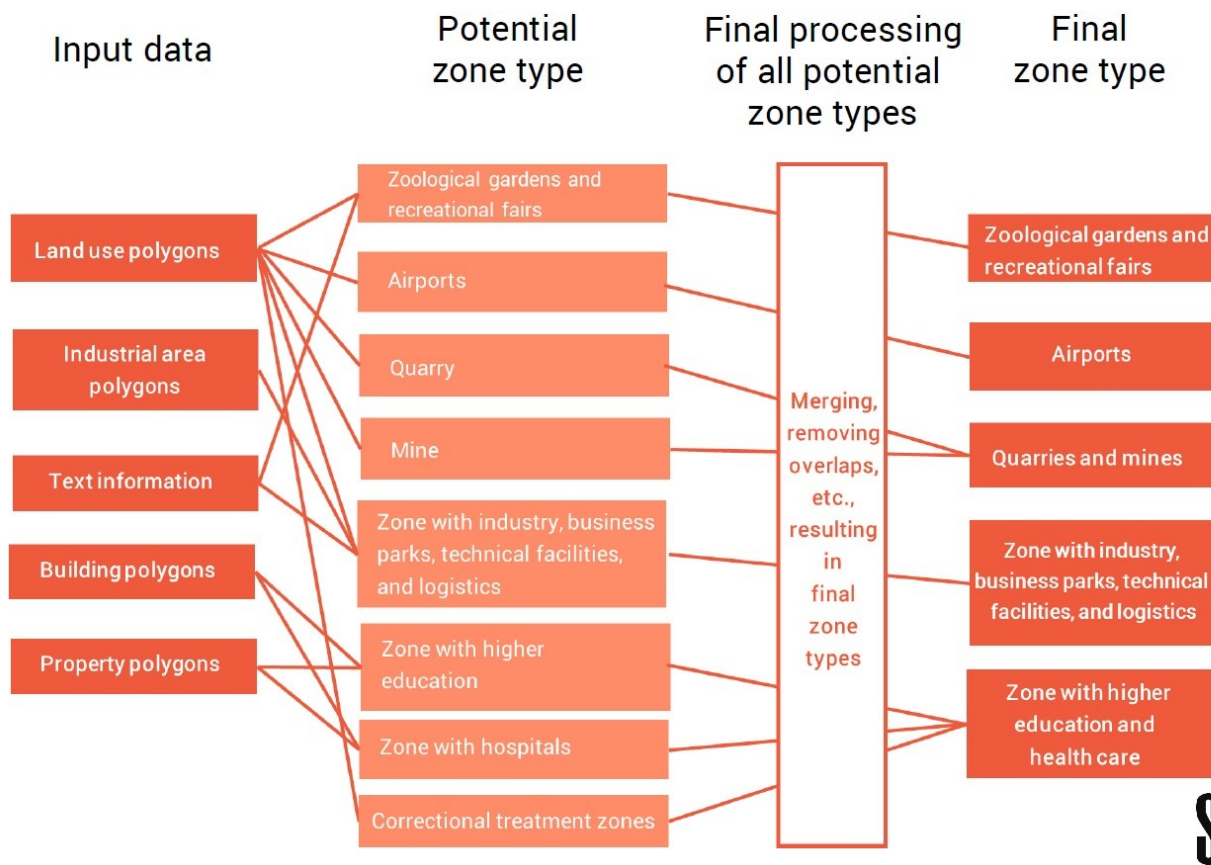 Input data
Potential
zone type
Final processing
of all potential
zone types
Final
zone type
Land use polygons
Industrial area
polygons
Text information
Building polygons
Property polygons
Zoological gardens and
recreational fairs
Airports
Quarry
Mine
Zone with industry, business
parks, technical facilities,
and logistics
Zone with higher
education
Zone with hospitals
Correctional treatment zones
Merging,
removing
overlaps,
etc.,
resulting
in
final
zone
types
Zoological gardens and
recreational fairs
Airports
Quarries and mines
Zone with industry,
business parks, technical
facilities, and logistics
Zone with higher
education and
health care